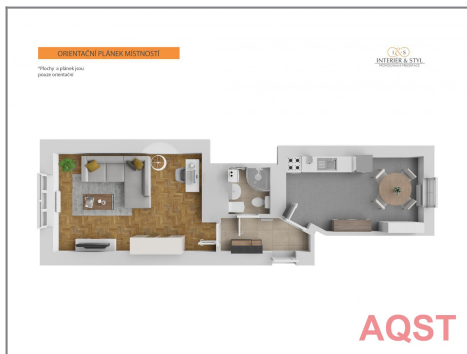 ORIENTAČNÍ PLÁNEK MÍSTNOSTÍ
*Plochy a plánek jsou
pouze orientační
I S
INTERIER & STYL
AQST